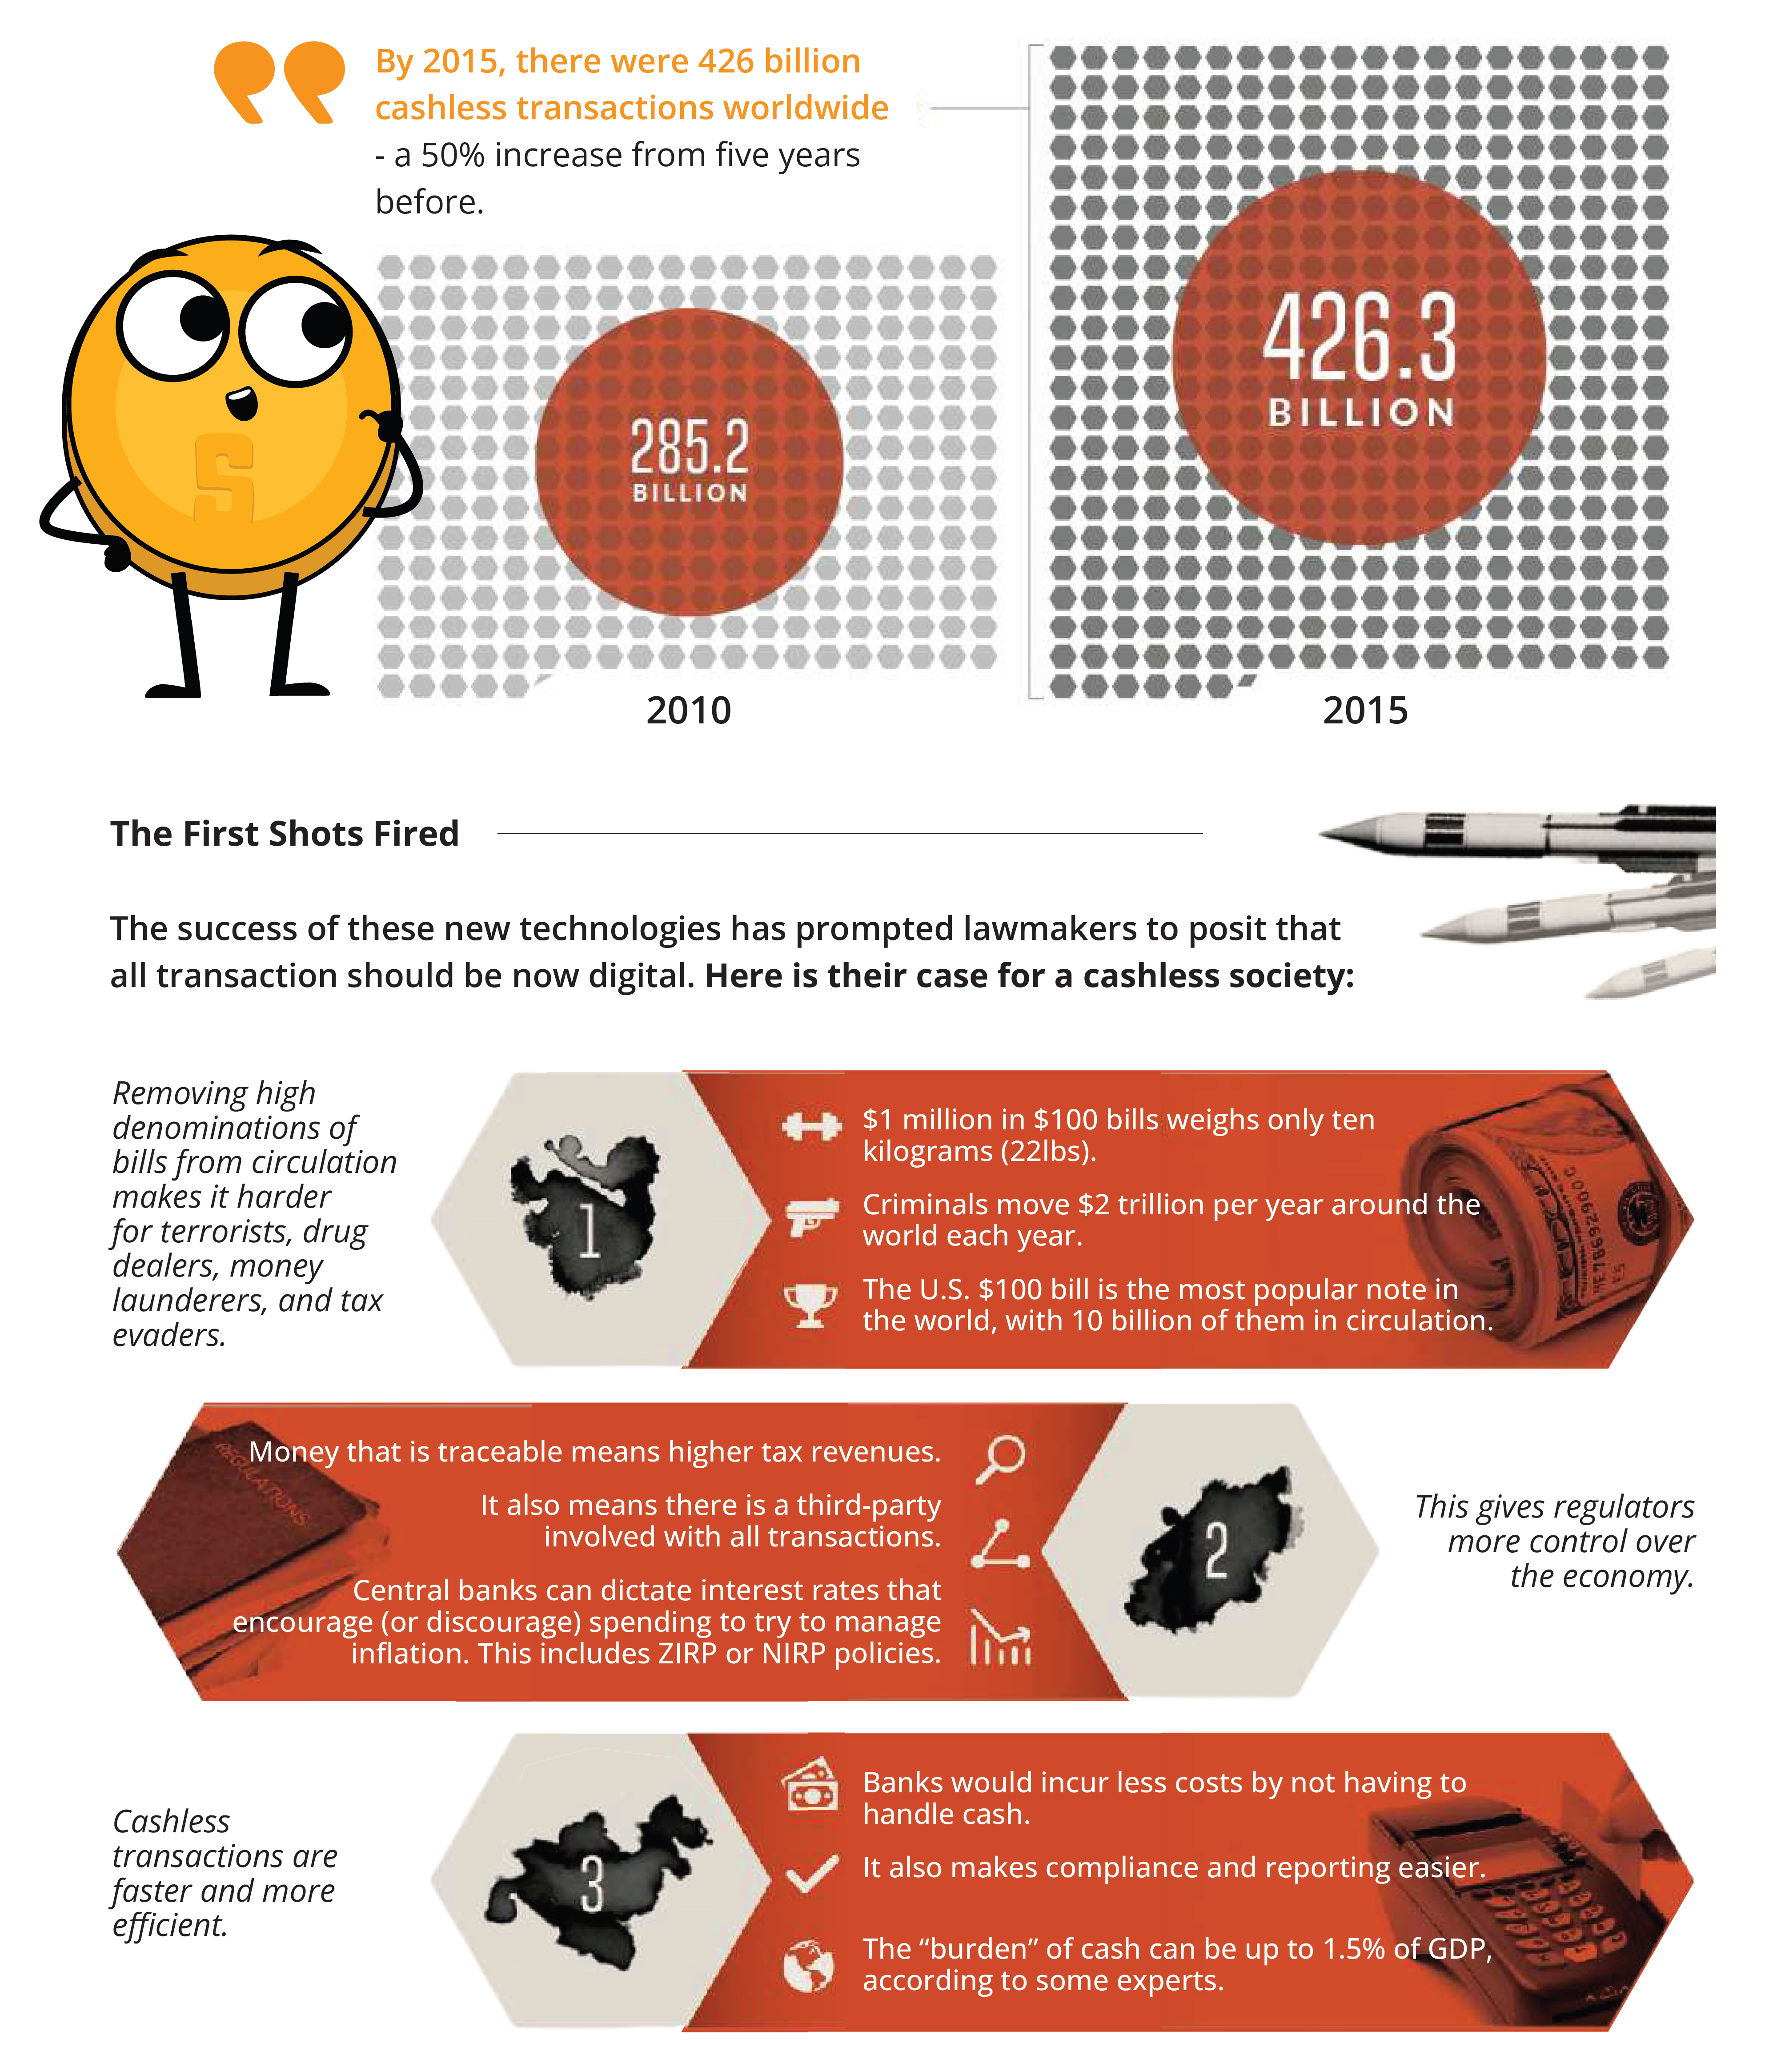 By 2015, there were 426 billion
cashless transactions worldwide
- a 50% increase from five years
before.
285.2
BILLION
2010
426.3
BILLION
2015
The First Shots Fired
The success of these new technologies has prompted lawmakers to posit that
all transaction should be now digital. Here is their case for a cashless society:
Removing high
denominations of
bills from circulation
makes it harder
for terrorists, drug
dealers, money
launderers, and tax
evaders.
1
$1 million in $100 bills weighs only ten
kilograms (22lbs).
Criminals move $2 trillion per year around the
world each year.
The U.S. $100 bill is the most popular note in
the world, with 10 billion of them in circulation.
REGULATIONS
Money that is traceable means higher tax revenues.
It also means there is a third-party
involved with all transactions.
Central banks can dictate interest rates that
encourage (or discourage) spending to try to manage
inflation. This includes ZIRP or NIRP policies.
2
This gives regulators
more control over
the economy.
Cashless
transactions are
faster and more
efficient.
3
Banks would incur less costs by not having to
handle cash.
It also makes compliance and reporting easier.
The “burden” of cash can be up to 1.5% of GDP,
according to some experts.